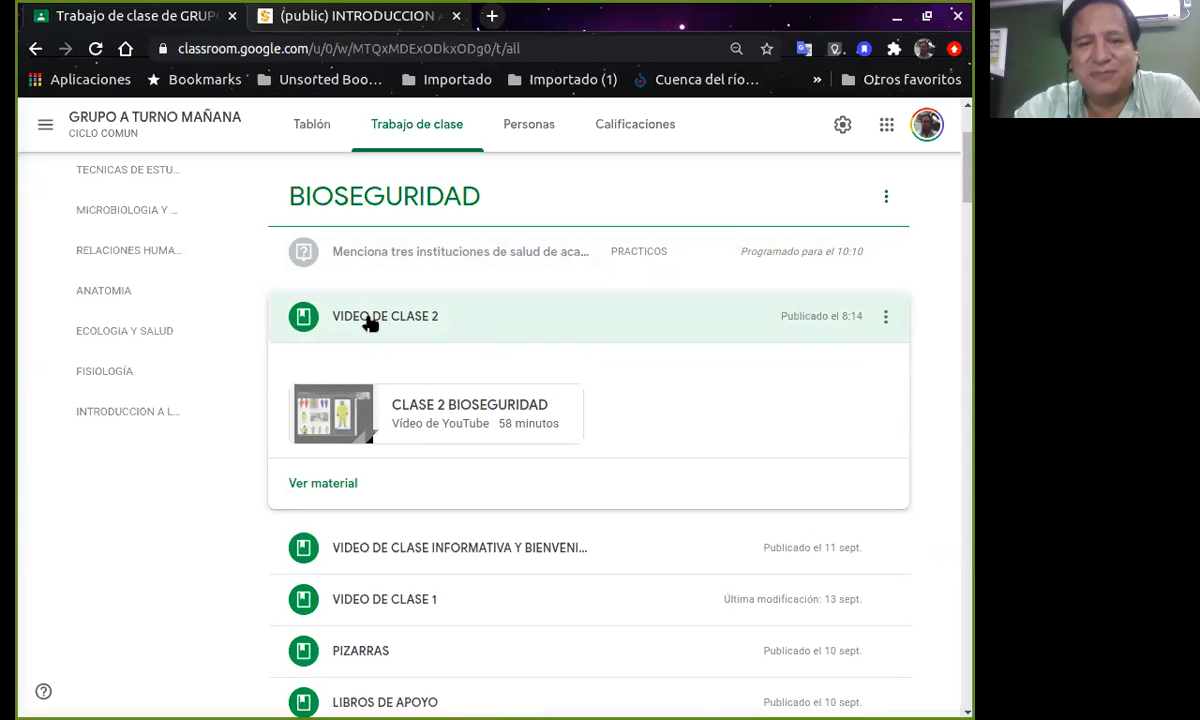 Trabajo de clase de GRUP
(public) INTRODUCCION
classroom.google.com/u/0/w/MTQxMDExODkxODg0/t/all
Aplicaciones
Bookmarks
Unsorted Boo...
Importado
Importado (1)
Cuenca del río...
»
Otros favoritos
GRUPO A TURNO MAÑANA
CICLO COMUN
Tablón
Trabajo de clase
Personas
Calificaciones
TECNICAS DE ESTU...
MICROBIOLOGIA Y ...
RELACIONES HUMA...
ANATOMIA
ECOLOGIA Y SALUD
FISIOLOGÍA
INTRODUCCION A L...
BIOSEGURIDAD
Menciona tres instituciones de salud de aca... PRACTICOS Programado para el 10:10
VIDEO DE CLASE 2 Publicado el 8:14
CLASE 2 BIOSEGURIDAD
Vídeo de YouTube 58 minutos
Ver material
VIDEO DE CLASE INFORMATIVA Y BIENVENI... Publicado el 11 sept.
VIDEO DE CLASE 1 Última modificación: 13 sept.
PIZARRAS Publicado el 10 sept.
LIBROS DE APOYO Publicado el 10 sept.